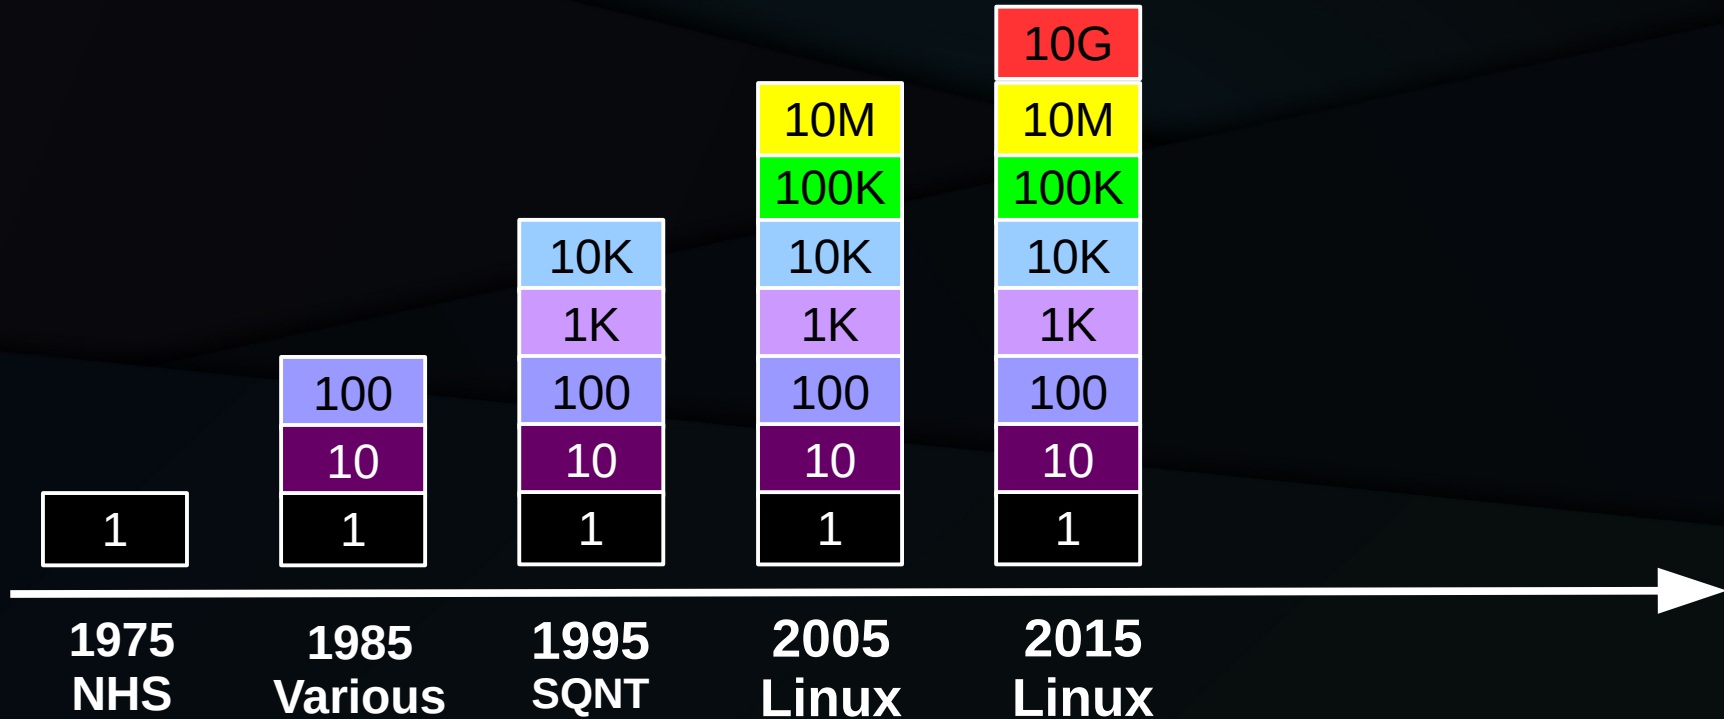 10G
10M 10M
100K 100K
10K 10K 10K
1K 1K 1K
100 100 100 100
10 10 10 10
1 1 1 1 1
1975 1985 1995 2005 2015
NHS Various SQNT Linux Linux